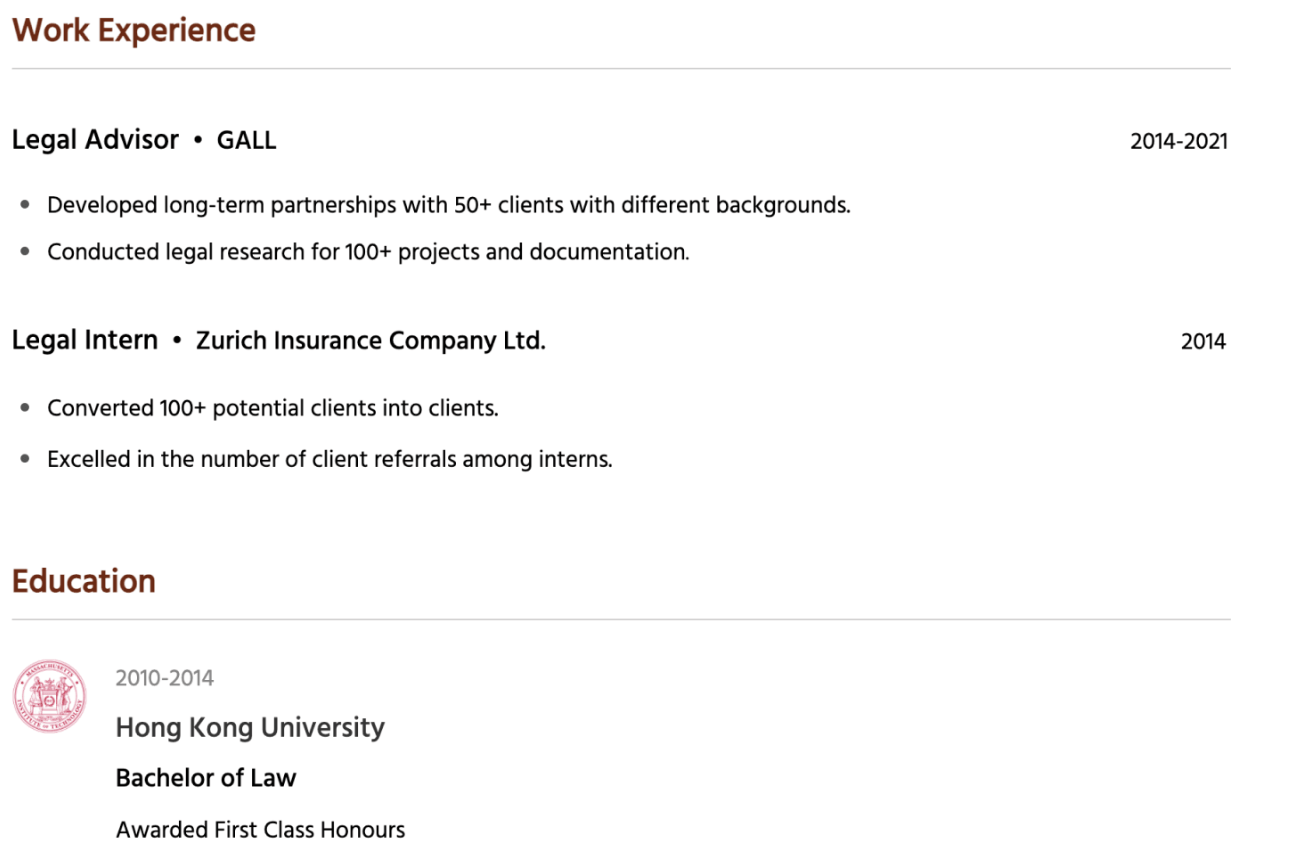 Work Experience
Legal Advisor • GALL
2014-2021
• Developed long-term partnerships with 50+ clients with different backgrounds.
• Conducted legal research for 100+ projects and documentation.
Legal Intern • Zurich Insurance Company Ltd.
2014
• Converted 100+ potential clients into clients.
• Excelled in the number of client referrals among interns.
Education
MASSACHUSETTS
INSTITUTE OF TECHNOLOGY
2010-2014
Hong Kong University
Bachelor of Law
Awarded First Class Honours